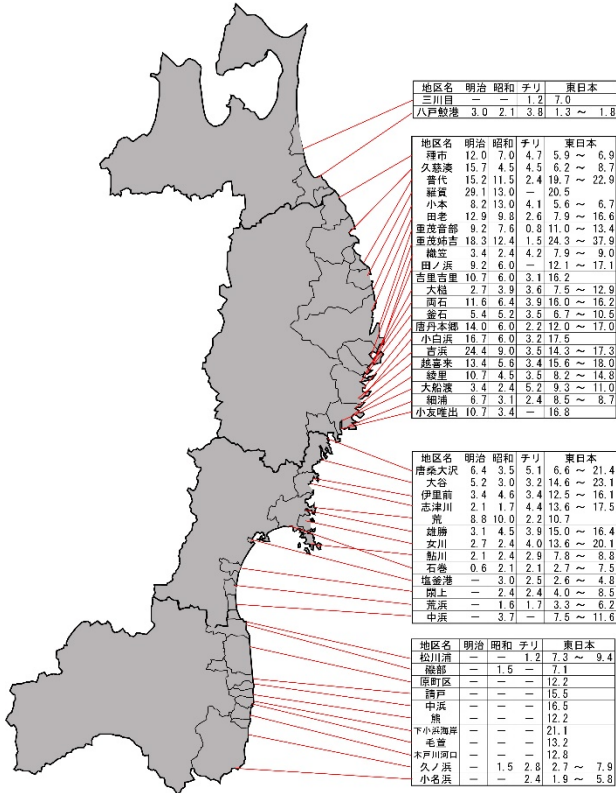 地区名 明治 昭和 チリ 東日本
三川目 － － 1.2 7.0
八戸鮫港 3.0 2.1 3.8 1.3 ～ 1.8
地区名 明治 昭和 チリ 東日本
種市 12.0 7.0 4.7 5.9 ～ 6.9
久慈湊 15.7 4.5 4.5 6.2 ～ 8.7
普代 15.2 11.5 2.4 19.7 ～ 22.9
羅賀 29.1 13.0 － 20.5
小本 8.2 13.0 4.1 5.6 ～ 6.7
田老 12.9 9.8 2.6 7.9 ～ 16.6
重茂音部 9.2 7.6 0.8 11.0 ～ 13.4
重茂姉吉 18.3 12.4 1.5 24.3 ～ 37.9
織笠 3.4 2.4 4.2 7.9 ～ 9.0
田ノ浜 9.2 6.0 － 12.1 ～ 17.1
吉里吉里 10.7 6.0 3.1 16.2
大槌 2.7 3.9 3.6 7.5 ～ 12.9
両石 11.6 6.4 3.9 16.0 ～ 16.2
釜石 5.4 5.2 3.5 6.7 ～ 10.5
唐丹本郷 14.0 6.0 2.2 12.0 ～ 17.0
小白浜 16.7 6.0 3.2 17.5
吉浜 24.4 9.0 3.5 14.3 ～ 17.3
越喜来 13.4 5.6 3.4 15.6 ～ 18.0
綾里 10.7 4.5 3.5 8.2 ～ 14.8
大船渡 3.4 2.4 5.2 9.3 ～ 11.0
細浦 6.7 3.1 2.4 8.5 ～ 8.7
小友唯出 10.7 3.4 － 16.8
地区名 明治 昭和 チリ 東日本
唐桑大沢 6.4 3.5 5.1 6.6 ～ 21.4
大谷 5.2 3.0 3.2 14.6 ～ 23.1
伊里前 3.4 4.6 3.4 12.5 ～ 16.1
志津川 2.1 1.7 4.4 13.6 ～ 17.5
荒 8.8 10.0 2.2 10.7
雄勝 3.1 4.5 3.9 15.0 ～ 16.4
女川 2.7 2.4 4.0 13.6 ～ 20.1
鮎川 2.1 2.4 2.9 7.8 ～ 8.8
石巻 0.6 2.1 2.1 2.7 ～ 7.5
塩釜港 － 3.0 2.5 2.6 ～ 4.8
閖上 － 2.4 2.4 4.0 ～ 8.5
荒浜 － 1.6 1.7 3.3 ～ 6.2
中浜 － 3.7 － 7.5 ～ 11.6
地区名 明治 昭和 チリ 東日本
松川浦 － － 1.2 7.3 ～ 9.4
磯部 － 1.5 － 7.1
原町区 － － － 12.2
請戸 － － － 15.5
中浜 － － － 16.5
熊 － － － 12.2
下小浜海岸 － － － 21.1
毛萱 － － － 13.2
木戸川河口 － － － 12.8
久ノ浜 － 1.5 2.8 2.7 ～ 7.9
小名浜 － － 2.4 1.9 ～ 5.8